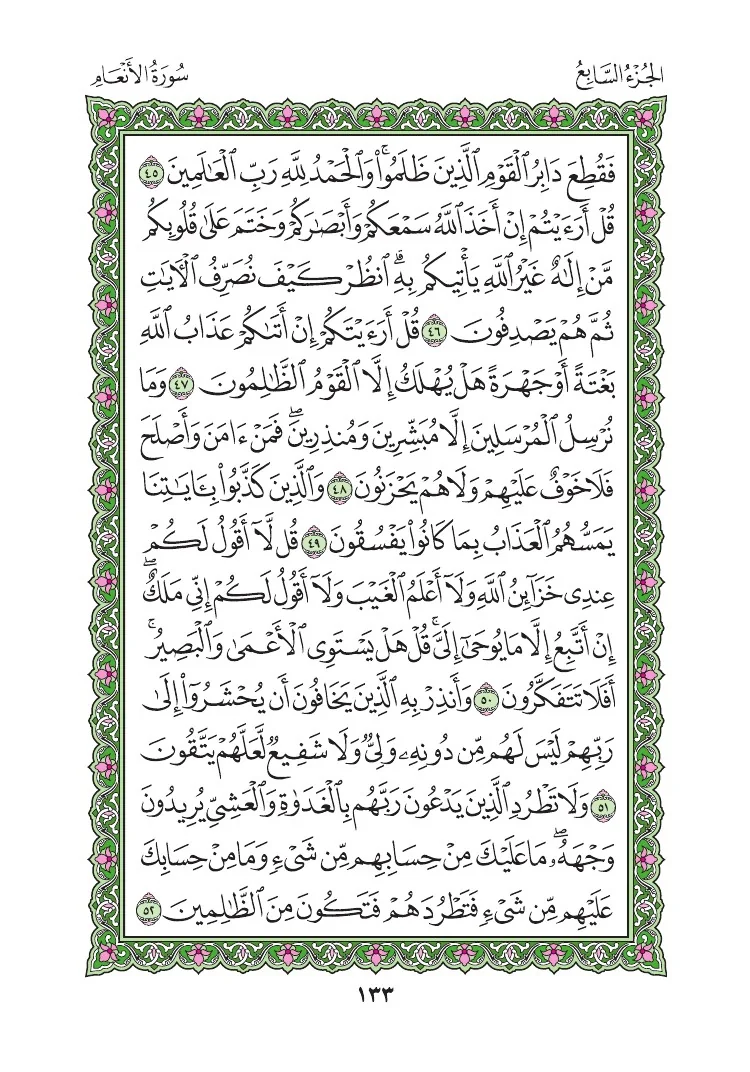 الجُزْءُ السَّابِعُ
سُورَةُ الأَنْعَامِ
فَقُطِعَ دَابِرُ ٱلْقَوْمِ ٱلَّذِينَ ظَلَمُوا۟ۚ وَٱلْحَمْدُ لِلَّهِ رَبِّ ٱلْعَـٰلَمِينَ ٤٥
قُلْ أَرَءَيْتُمْ إِنْ أَخَذَ ٱللَّهُ سَمْعَكُمْ وَأَبْصَـٰرَكُمْ وَخَتَمَ عَلَىٰ قُلُوبِكُم
مَّنْ إِلَـٰهٌ غَيْرُ ٱللَّهِ يَأْتِيكُم بِهِۗ ٱنظُرْ كَيْفَ نُصَرِّفُ ٱلْـَٔايَـٰتِ
ثُمَّ هُمْ يَصْدِفُونَ ٤٦ قُلْ أَرَءَيْتَكُمْ إِنْ أَتَىٰكُمْ عَذَابُ ٱللَّهِ
بَغْتَةً أَوْ جَهْرَةً هَلْ يُهْلَكُ إِلَّا ٱلْقَوْمُ ٱلظَّـٰلِمُونَ ٤٧ وَمَا
نُرْسِلُ ٱلْمُرْسَلِينَ إِلَّا مُبَشِّرِينَ وَمُنذِرِينَۖ فَمَنْ ءَامَنَ وَأَصْلَحَ
فَلَا خَوْفٌ عَلَيْهِمْ وَلَا هُمْ يَحْزَنُونَ ٤٨ وَٱلَّذِينَ كَذَّبُوا۟ بِـَٔايَـٰتِنَا
يَمَسُّهُمُ ٱلْعَذَابُ بِمَا كَانُوا۟ يَفْسُقُونَ ٤٩ قُل لَّآ أَقُولُ لَكُمْ
عِندِى خَزَآئِنُ ٱللَّهِ وَلَآ أَعْلَمُ ٱلْغَيْبَ وَلَآ أَقُولُ لَكُمْ إِنِّى مَلَكٌۖ
إِنْ أَتَّبِعُ إِلَّا مَا يُوحَىٰٓ إِلَىَّۚ قُلْ هَلْ يَسْتَوِى ٱلْأَعْمَىٰ وَٱلْبَصِيرُۚ
أَفَلَا تَتَفَكَّرُونَ ٥٠ وَأَنذِرْ بِهِ ٱلَّذِينَ يَخَافُونَ أَن يُحْشَرُوٓا۟ إِلَىٰ
رَبِّهِمْ لَيْسَ لَهُم مِّن دُونِهِۦ وَلِىٌّ وَلَا شَفِيعٌ لَّعَلَّهُمْ يَتَّقُونَ
٥١ وَلَا تَطْرُدِ ٱلَّذِينَ يَدْعُونَ رَبَّهُم بِٱلْغَدَوٰةِ وَٱلْعَشِىِّ يُرِيدُونَ
وَجْهَهُۥۖ مَا عَلَيْكَ مِنْ حِسَابِهِم مِّن شَىْءٍ وَمَا مِنْ حِسَابِكَ
عَلَيْهِم مِّن شَىْءٍ فَتَطْرُدَهُمْ فَتَكُونَ مِنَ ٱلظَّـٰلِمِينَ ٥٢
١٣٣